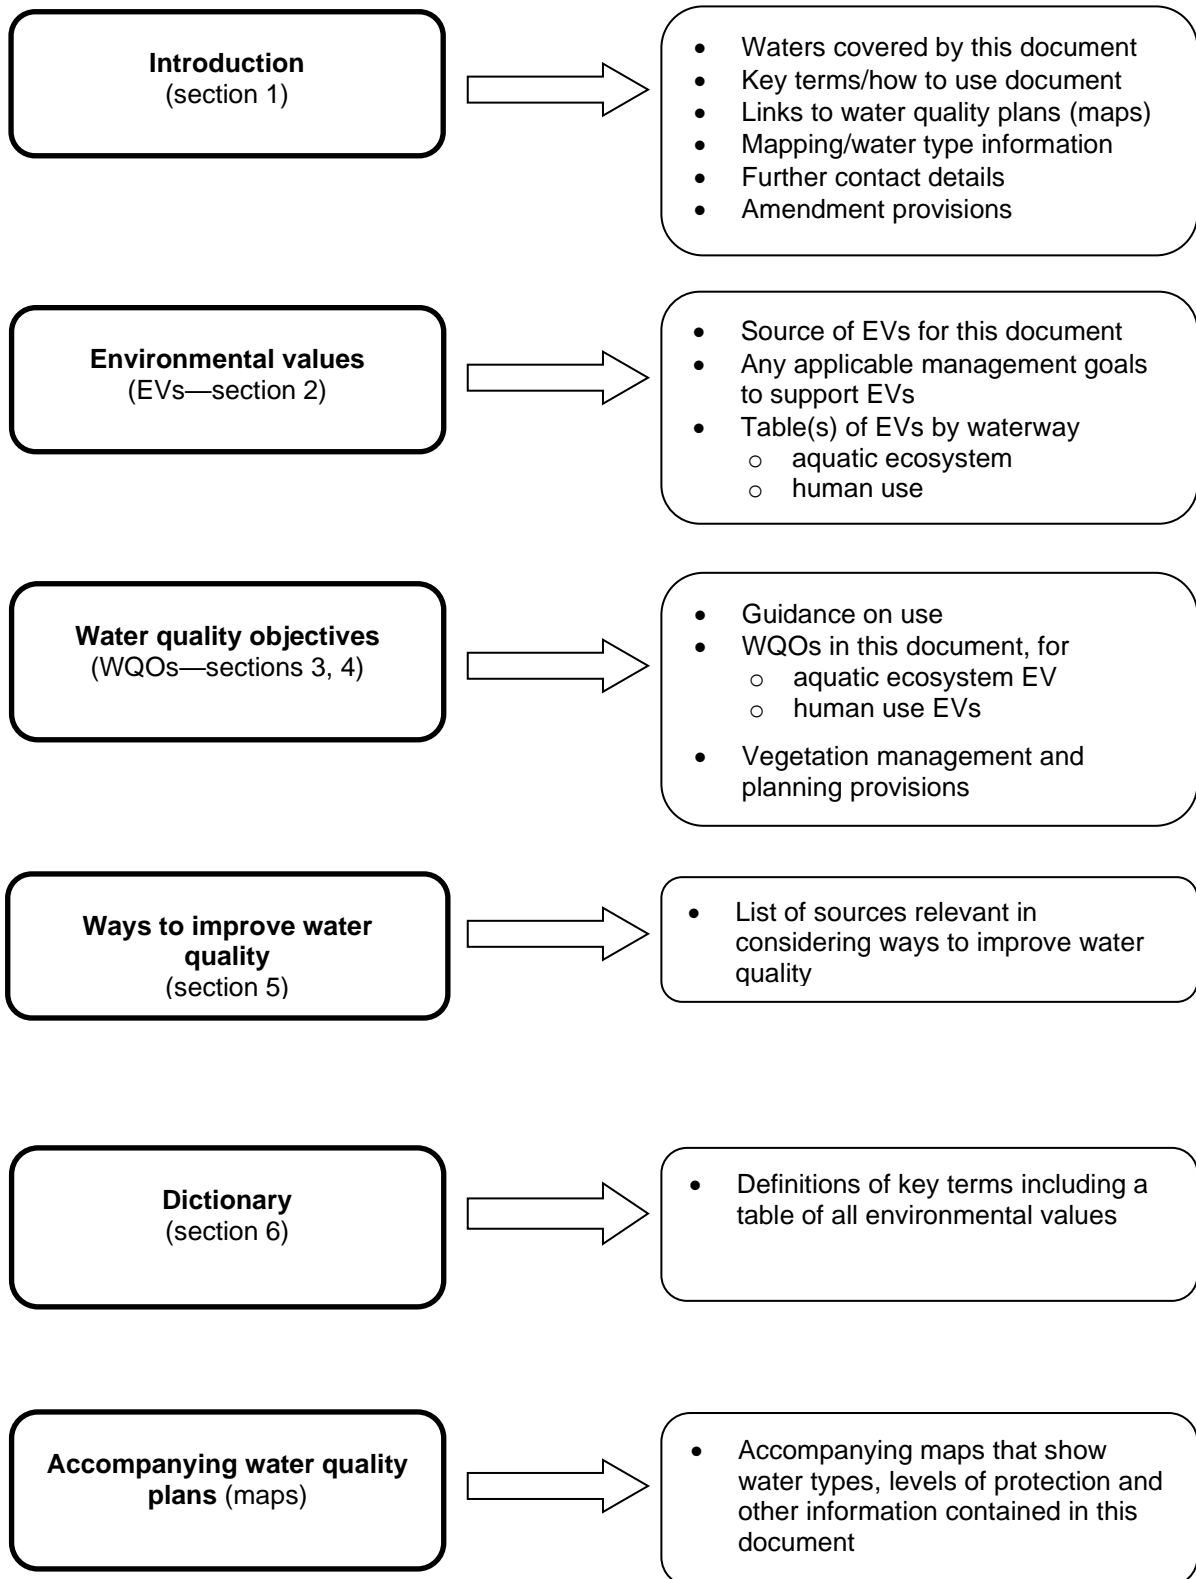 Introduction
(section 1)
• Waters covered by this document
• Key terms/how to use document
• Links to water quality plans (maps)
• Mapping/water type information
• Further contact details
• Amendment provisions
Environmental values
(EVs—section 2)
• Source of EVs for this document
• Any applicable management goals
to support EVs
• Table(s) of EVs by waterway
o aquatic ecosystem
o human use
Water quality objectives
(WQOs—sections 3, 4)
• Guidance on use
• WQOs in this document, for
o aquatic ecosystem EV
o human use EVs
• Vegetation management and
planning provisions
Ways to improve water
quality
(section 5)
• List of sources relevant in
considering ways to improve water
quality
Dictionary
(section 6)
• Definitions of key terms including a
table of all environmental values
Accompanying water quality
plans (maps)
• Accompanying maps that show
water types, levels of protection and
other information contained in this
document